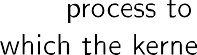 process to
which the kerne